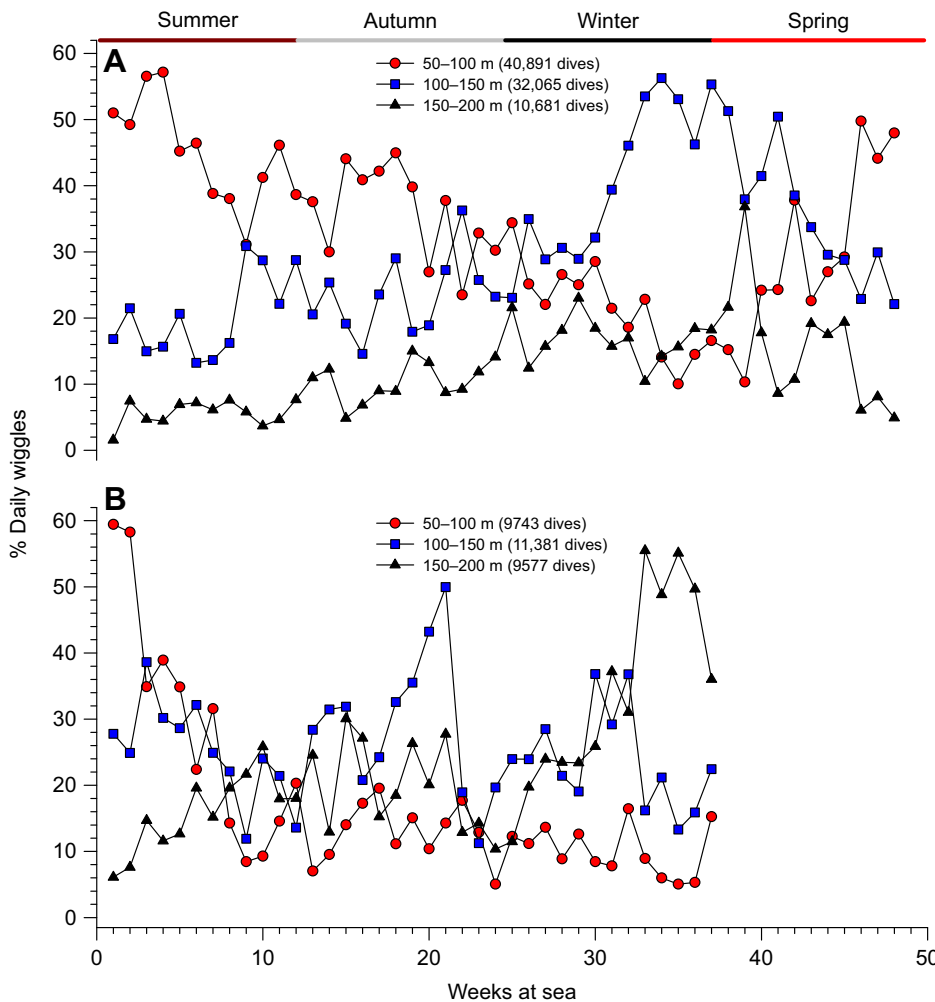 Summer Autumn Winter Spring
A
50–100 m (40,891 dives)
100–150 m (32,065 dives)
150–200 m (10,681 dives)
60
50
40
30
20
10
0
% Daily wiggles
B
50–100 m (9743 dives)
100–150 m (11,381 dives)
150–200 m (9577 dives)
60
50
40
30
20
10
0
0 10 20 30 40 50
Weeks at sea